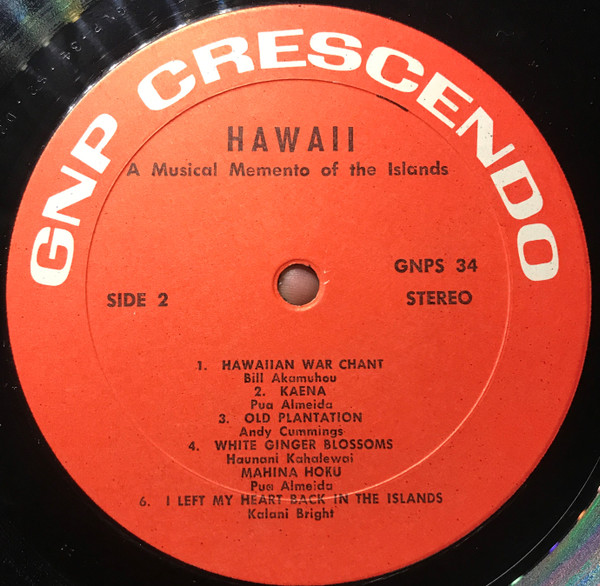 GNP CRESCENDO
HAWAII
A Musical Memento of the Islands
GNPS 34
SIDE 2
STEREO
1. HAWAIIAN WAR CHANT
Bill Akamuhou
2. KAENA
Pua Almeida
3. OLD PLANTATION
Andy Cummings
4. WHITE GINGER BLOSSOMS
Haunani Kahalewai
MAHINA HOKU
Pua Almeida
6. I LEFT MY HEART BACK IN THE ISLANDS
Kalani Bright